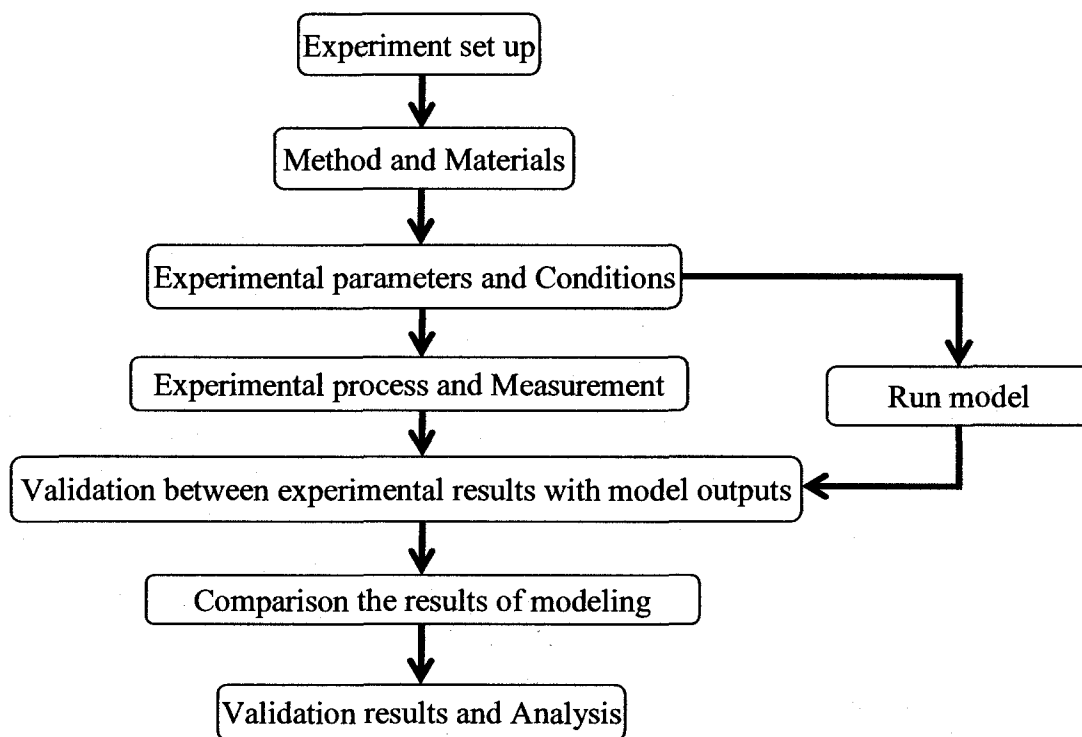 Experiment set up
Method and Materials
Experimental parameters and Conditions
Experimental process and Measurement
Run model
Validation between experimental results with model outputs
Comparison the results of modeling
Validation results and Analysis